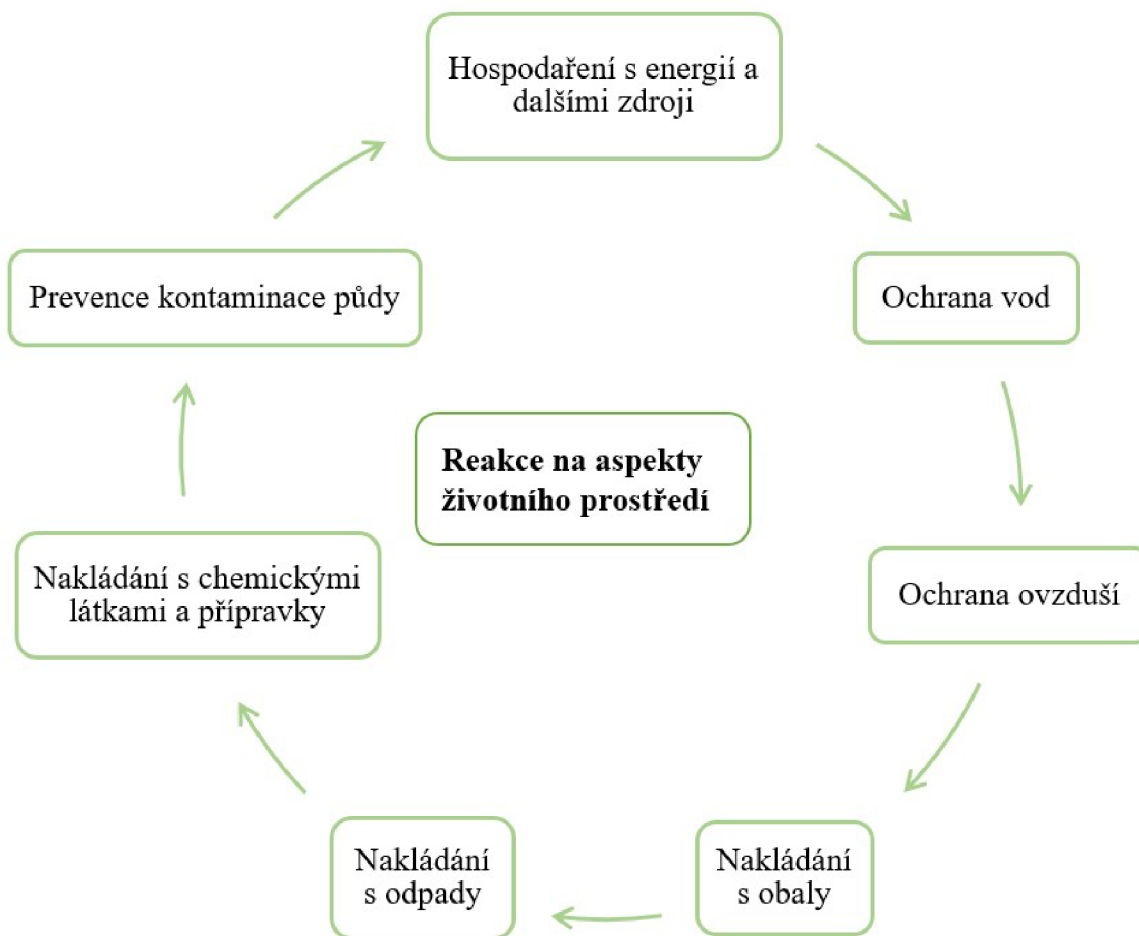 Hospodaření s energií a
dalšími zdroji
Ochrana vod
Ochrana ovzduší
Nakládání
s obaly
Nakládání
s odpady
Nakládání s chemickými
látkami a přípravky
Prevence kontaminace půdy
Reakce na aspekty
životního prostředí